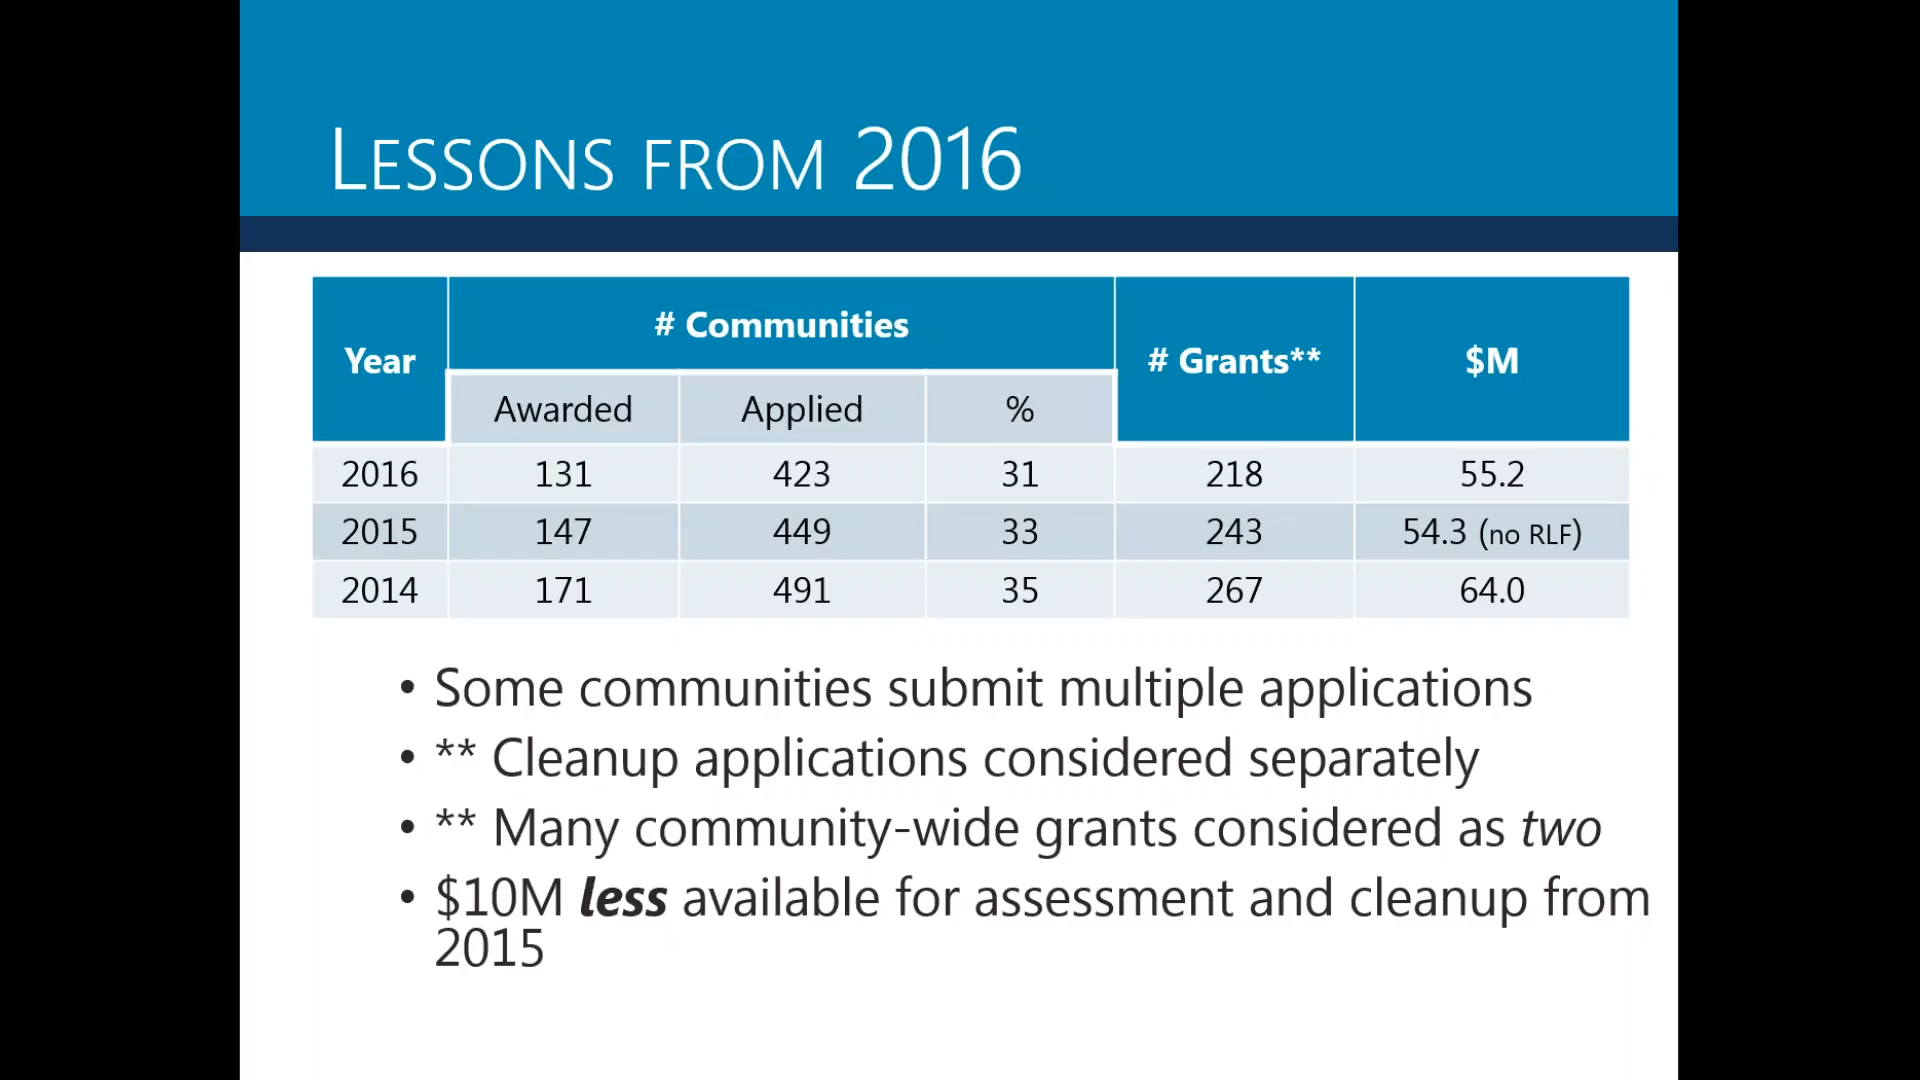 LESSONS FROM 2016
Year # Communities # Grants** $M
Awarded Applied %
2016 131 423 31 218 55.2
2015 147 449 33 243 54.3 (no RLF)
2014 171 491 35 267 64.0
• Some communities submit multiple applications
• ** Cleanup applications considered separately
• ** Many community-wide grants considered as two
• $10M less available for assessment and cleanup from
2015